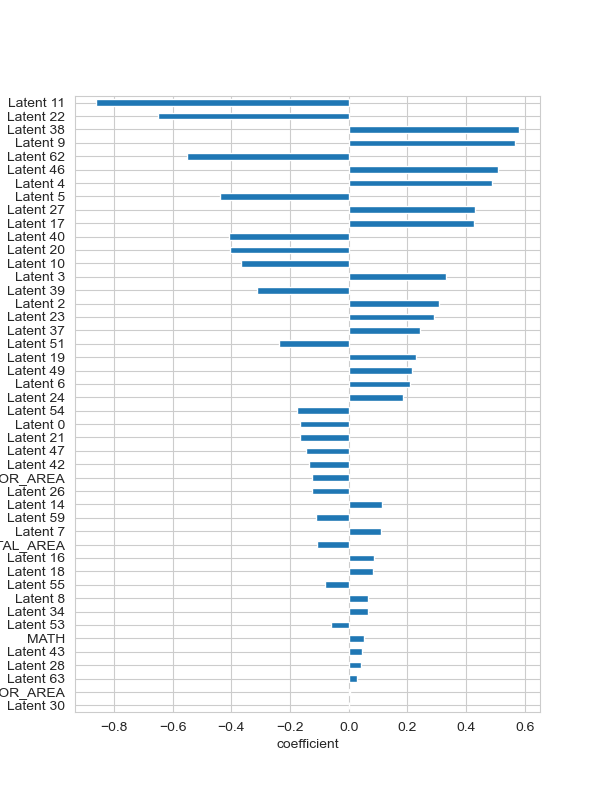 Latent 11
Latent 22
Latent 38
Latent 9
Latent 62
Latent 46
Latent 4
Latent 5
Latent 27
Latent 17
Latent 40
Latent 20
Latent 10
Latent 3
Latent 39
Latent 2
Latent 23
Latent 37
Latent 51
Latent 19
Latent 49
Latent 6
Latent 24
Latent 54
Latent 0
Latent 21
Latent 47
Latent 42
OR_AREA
Latent 26
Latent 14
Latent 59
Latent 7
TAL_AREA
Latent 16
Latent 18
Latent 55
Latent 8
Latent 34
Latent 53
MATH
Latent 43
Latent 28
Latent 63
OR_AREA
Latent 30
−0.8 −0.6 −0.4 −0.2 0.0 0.2 0.4 0.6
coefficient